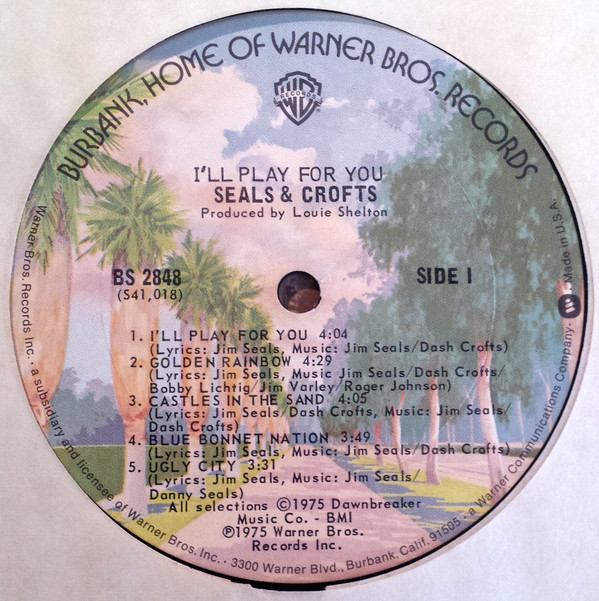 BURBANK, HOME OF WARNER BROS. RECORDS
WB
RECORDS
I'LL PLAY FOR YOU
SEALS & CROFTS
Produced by Louie Shelton
BS 2848
(S41,018)
SIDE I
1. I'LL PLAY FOR YOU 4:04
(Lyrics: Jim Seals, Music: Jim Seals/Dash Crofts)
2. GOLDEN RAINBOW 4:29
(Lyrics: Jim Seals, Music: Jim Seals/Dash Crofts/
Bobby Lichtig/Jim Varley/Roger Johnson)
3. CASTLES IN THE SAND 4:05
(Lyrics: Jim Seals/Dash Crofts, Music: Jim Seals/
Dash Crofts)
4. BLUE BONNET NATION 3:49
(Lyrics: Jim Seals, Music: Jim Seals/Dash Crofts)
5. UGLY CITY 3:31
(Lyrics: Jim Seals, Music: Jim Seals/
Danny Seals)
All selections ©1975 Dawnbreaker
Music Co. - BMI
℗1975 Warner Bros.
Records Inc.
Warner Bros. Records Inc. · a subsidiary and licensee of Warner Bros. Inc. · 3300 Warner Blvd., Burbank, Calif. 91505 · a Warner Communications Company · Made in U.S.A.